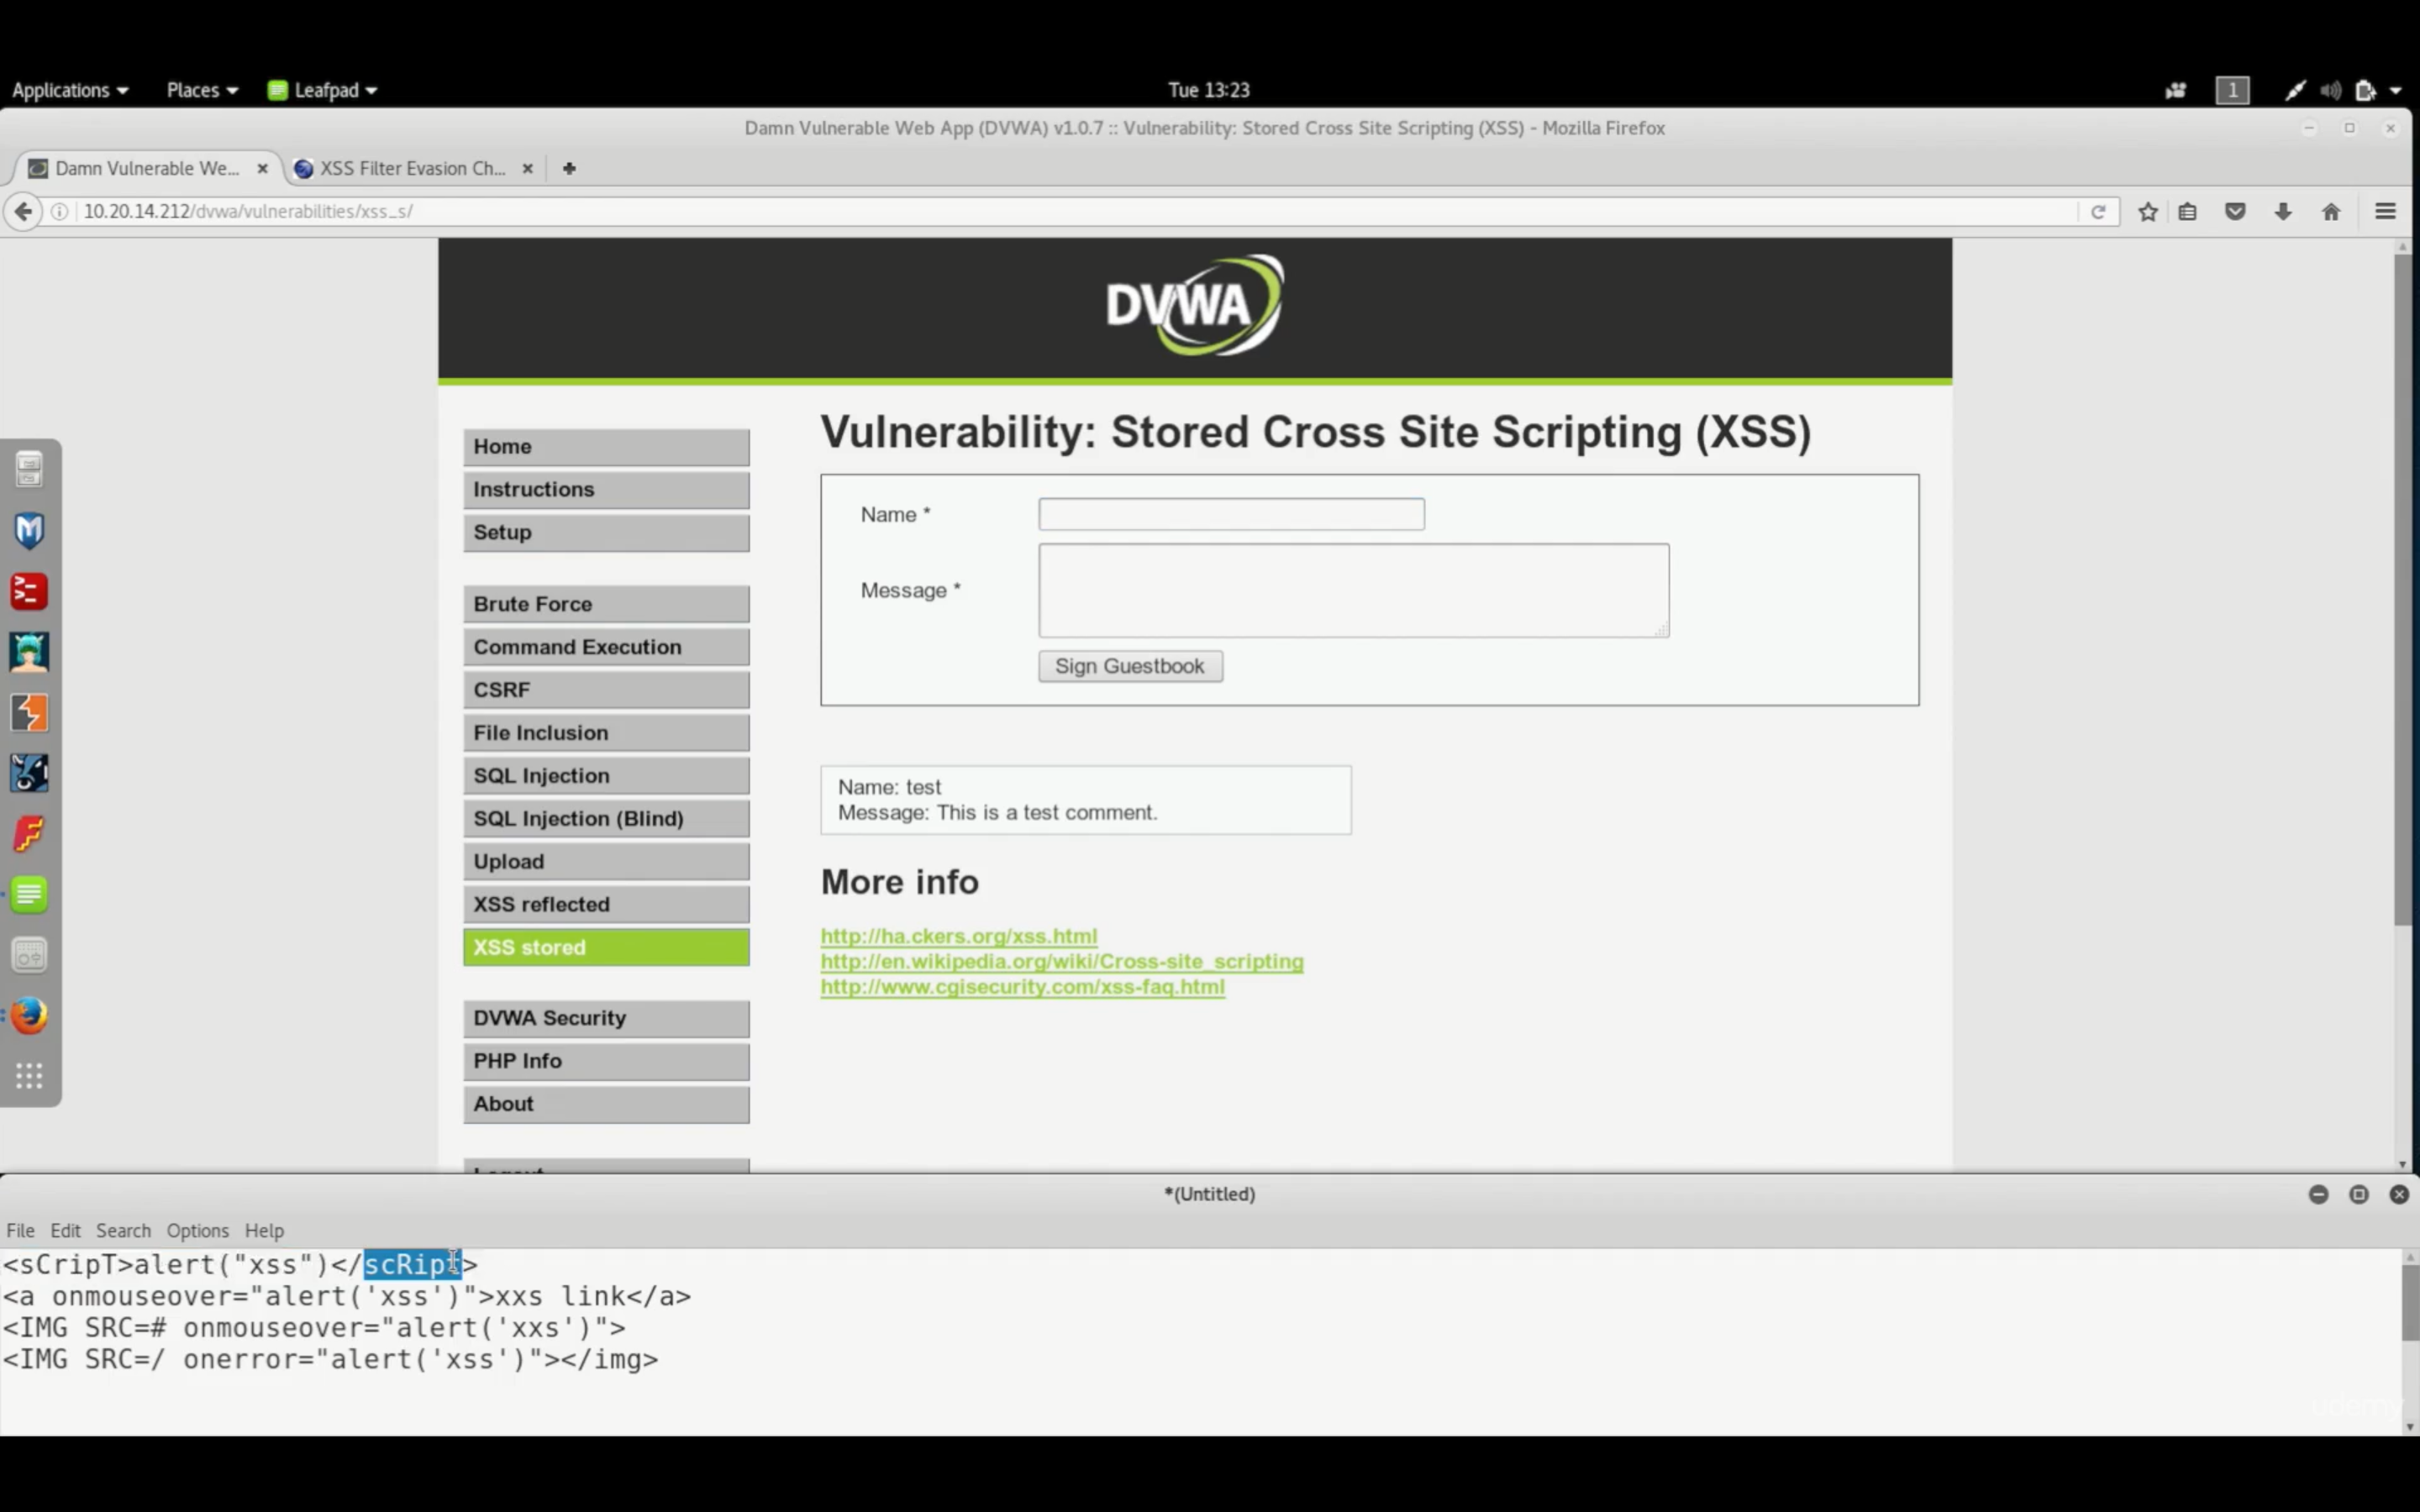 Applications Places Leafpad Tue 13:23 1
Damn Vulnerable Web App (DVWA) v1.0.7 :: Vulnerability: Stored Cross Site Scripting (XSS) - Mozilla Firefox
Damn Vulnerable We... XSS Filter Evasion Ch...
10.20.14.212/dvwa/vulnerabilities/xss_s/
DVWA
Home
Instructions
Setup
Brute Force
Command Execution
CSRF
File Inclusion
SQL Injection
SQL Injection (Blind)
Upload
XSS reflected
XSS stored
DVWA Security
PHP Info
About
Logout
Vulnerability: Stored Cross Site Scripting (XSS)
Name *
Message *
Sign Guestbook
Name: test
Message: This is a test comment.
More info
http://ha.ckers.org/xss.html
http://en.wikipedia.org/wiki/Cross-site_scripting
http://www.cgisecurity.com/xss-faq.html
*(Untitled)
File Edit Search Options Help
<sCripT>alert("xss")</scRipt>
<a onmouseover="alert('xss')">xxs link</a>
<IMG SRC=# onmouseover="alert('xxs')">
<IMG SRC=/ onerror="alert('xss')"></img>